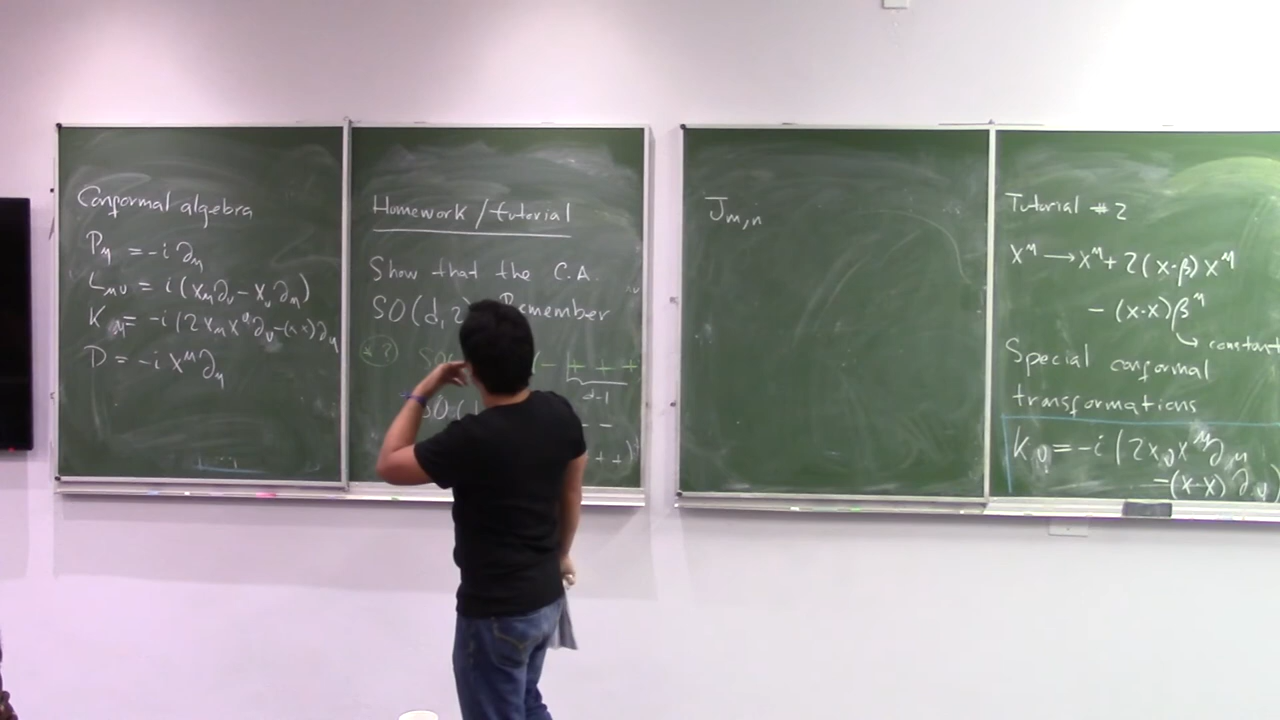 Conformal algebra
P_μ = -i ∂_μ
L_μν = i (x_μ ∂_ν - x_ν ∂_μ)
K_μ = -i (2 x_μ x^ν ∂_ν - (x·x) ∂_μ
D = -i x^μ ∂_μ
Homework / tutorial
Show that the C.A.
SO(d,2) Remember
( - + + +
d-1
SO(
- -
+ + )
J_m,n
Tutorial #2
x^μ → x^μ + 2(x·β) x^μ
- (x·x) β^μ
↳ constant
Special conformal
transformations
K_ν = -i (2 x_ν x^μ ∂_μ
- (x·x) ∂_ν)